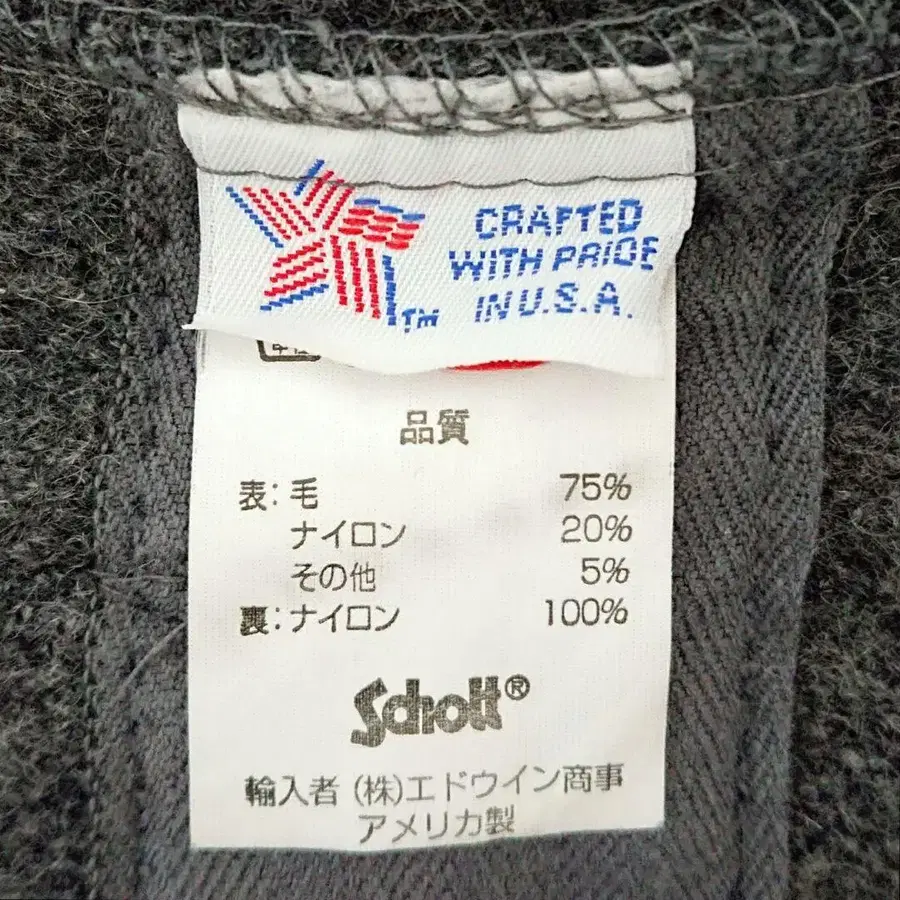 CRAFTED
WITH PRIDE
IN U.S.A.
TM
品質
表: 毛 75%
ナイロン 20%
その他 5%
裏: ナイロン 100%
Schott®
輸入者 (株)エドウイン商事
アメリカ製